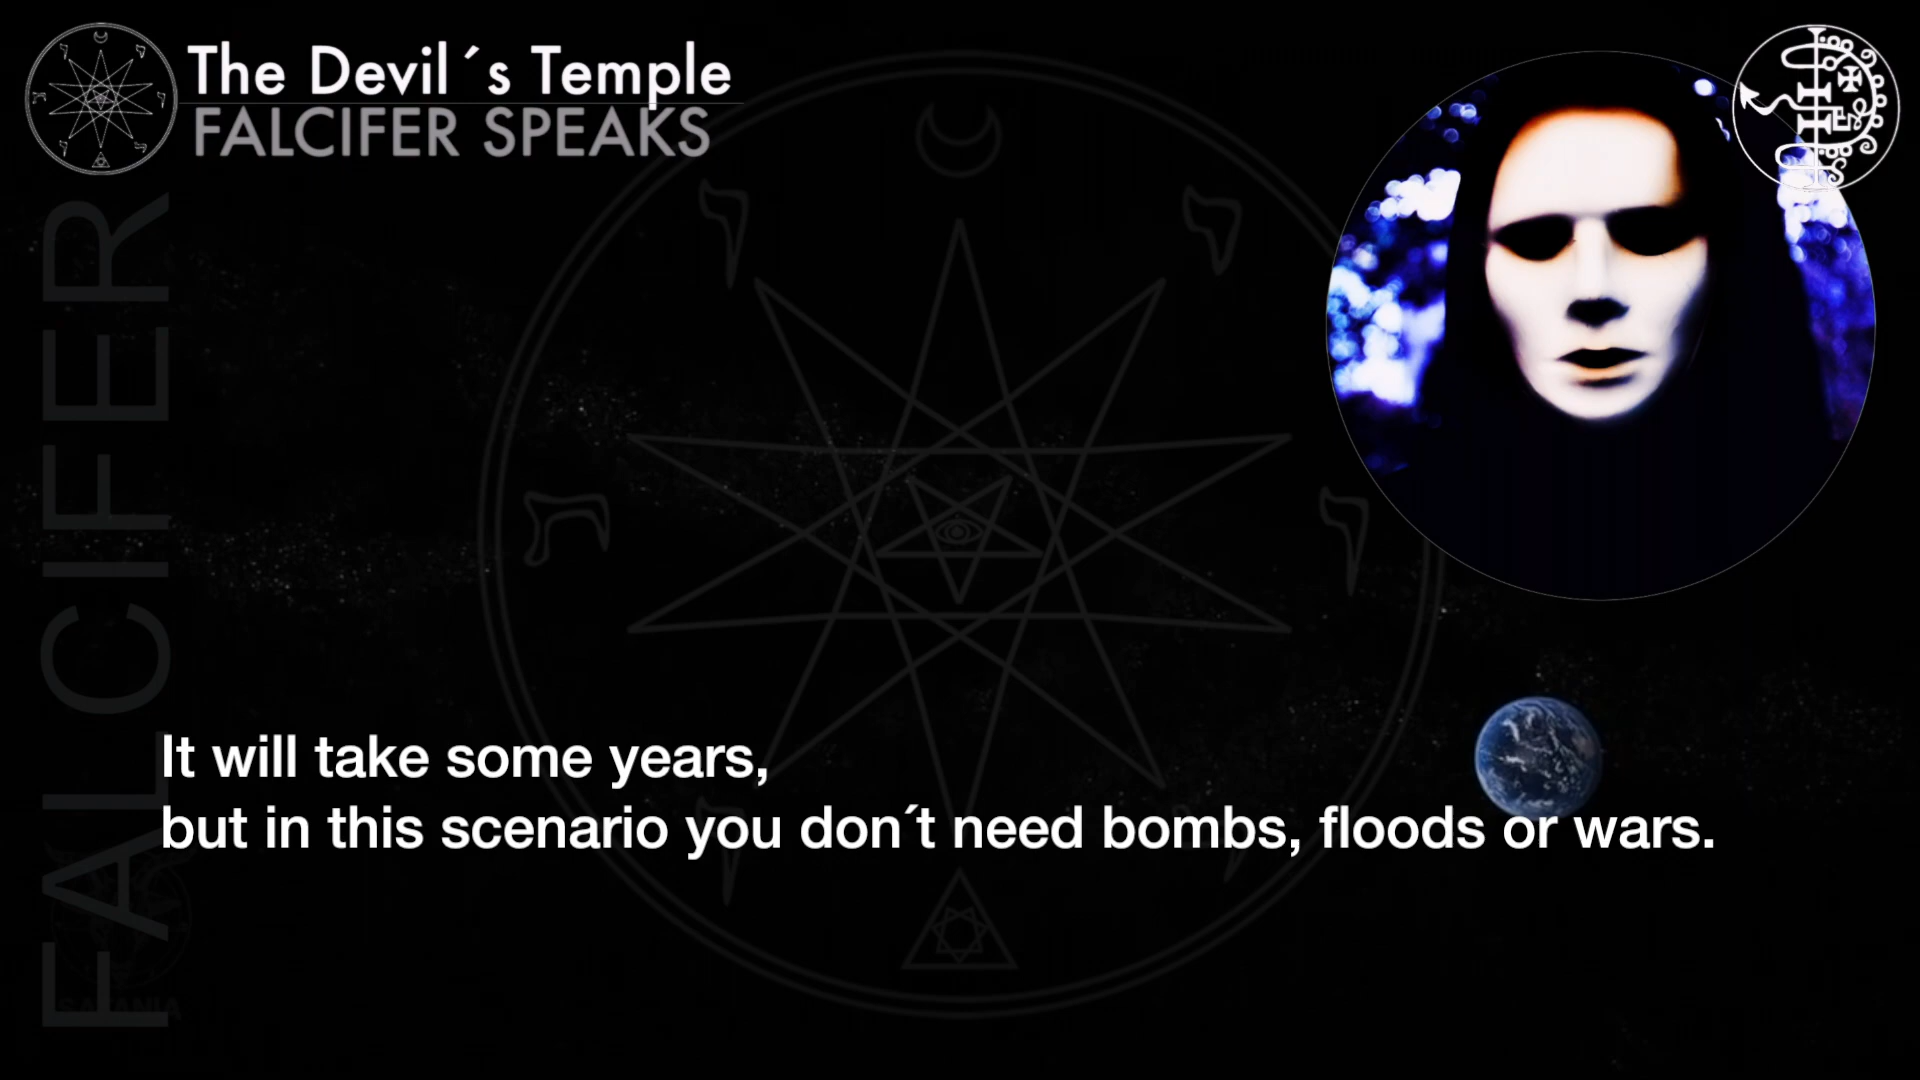 The Devil´s Temple
FALCIFER SPEAKS
FALCIFER
It will take some years,
but in this scenario you don´t need bombs, floods or wars.